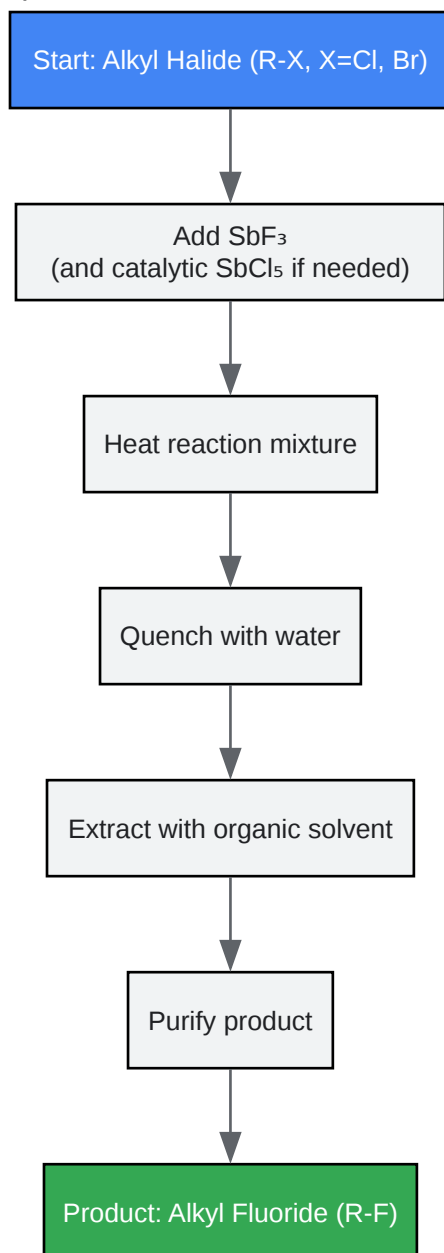 Start: Alkyl Halide (R-X, X=Cl, Br)
Add SbF₃
(and catalytic SbCl₅ if needed)
Heat reaction mixture
Quench with water
Extract with organic solvent
Purify product
Product: Alkyl Fluoride (R-F)